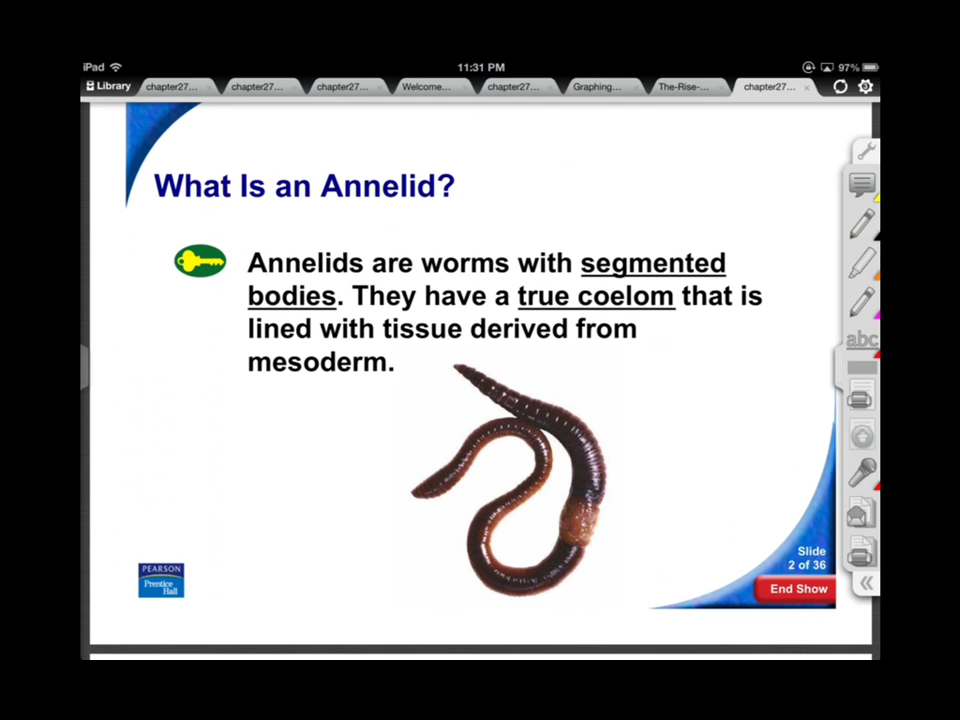 iPad 11:31 PM 97%
Library chapter27... chapter27... chapter27... Welcome... chapter27... Graphing... The-Rise-... chapter27...
What Is an Annelid?
Annelids are worms with segmented
bodies. They have a true coelom that is
lined with tissue derived from
mesoderm.
abc
Slide
2 of 36
End Show
PEARSON
Prentice
Hall